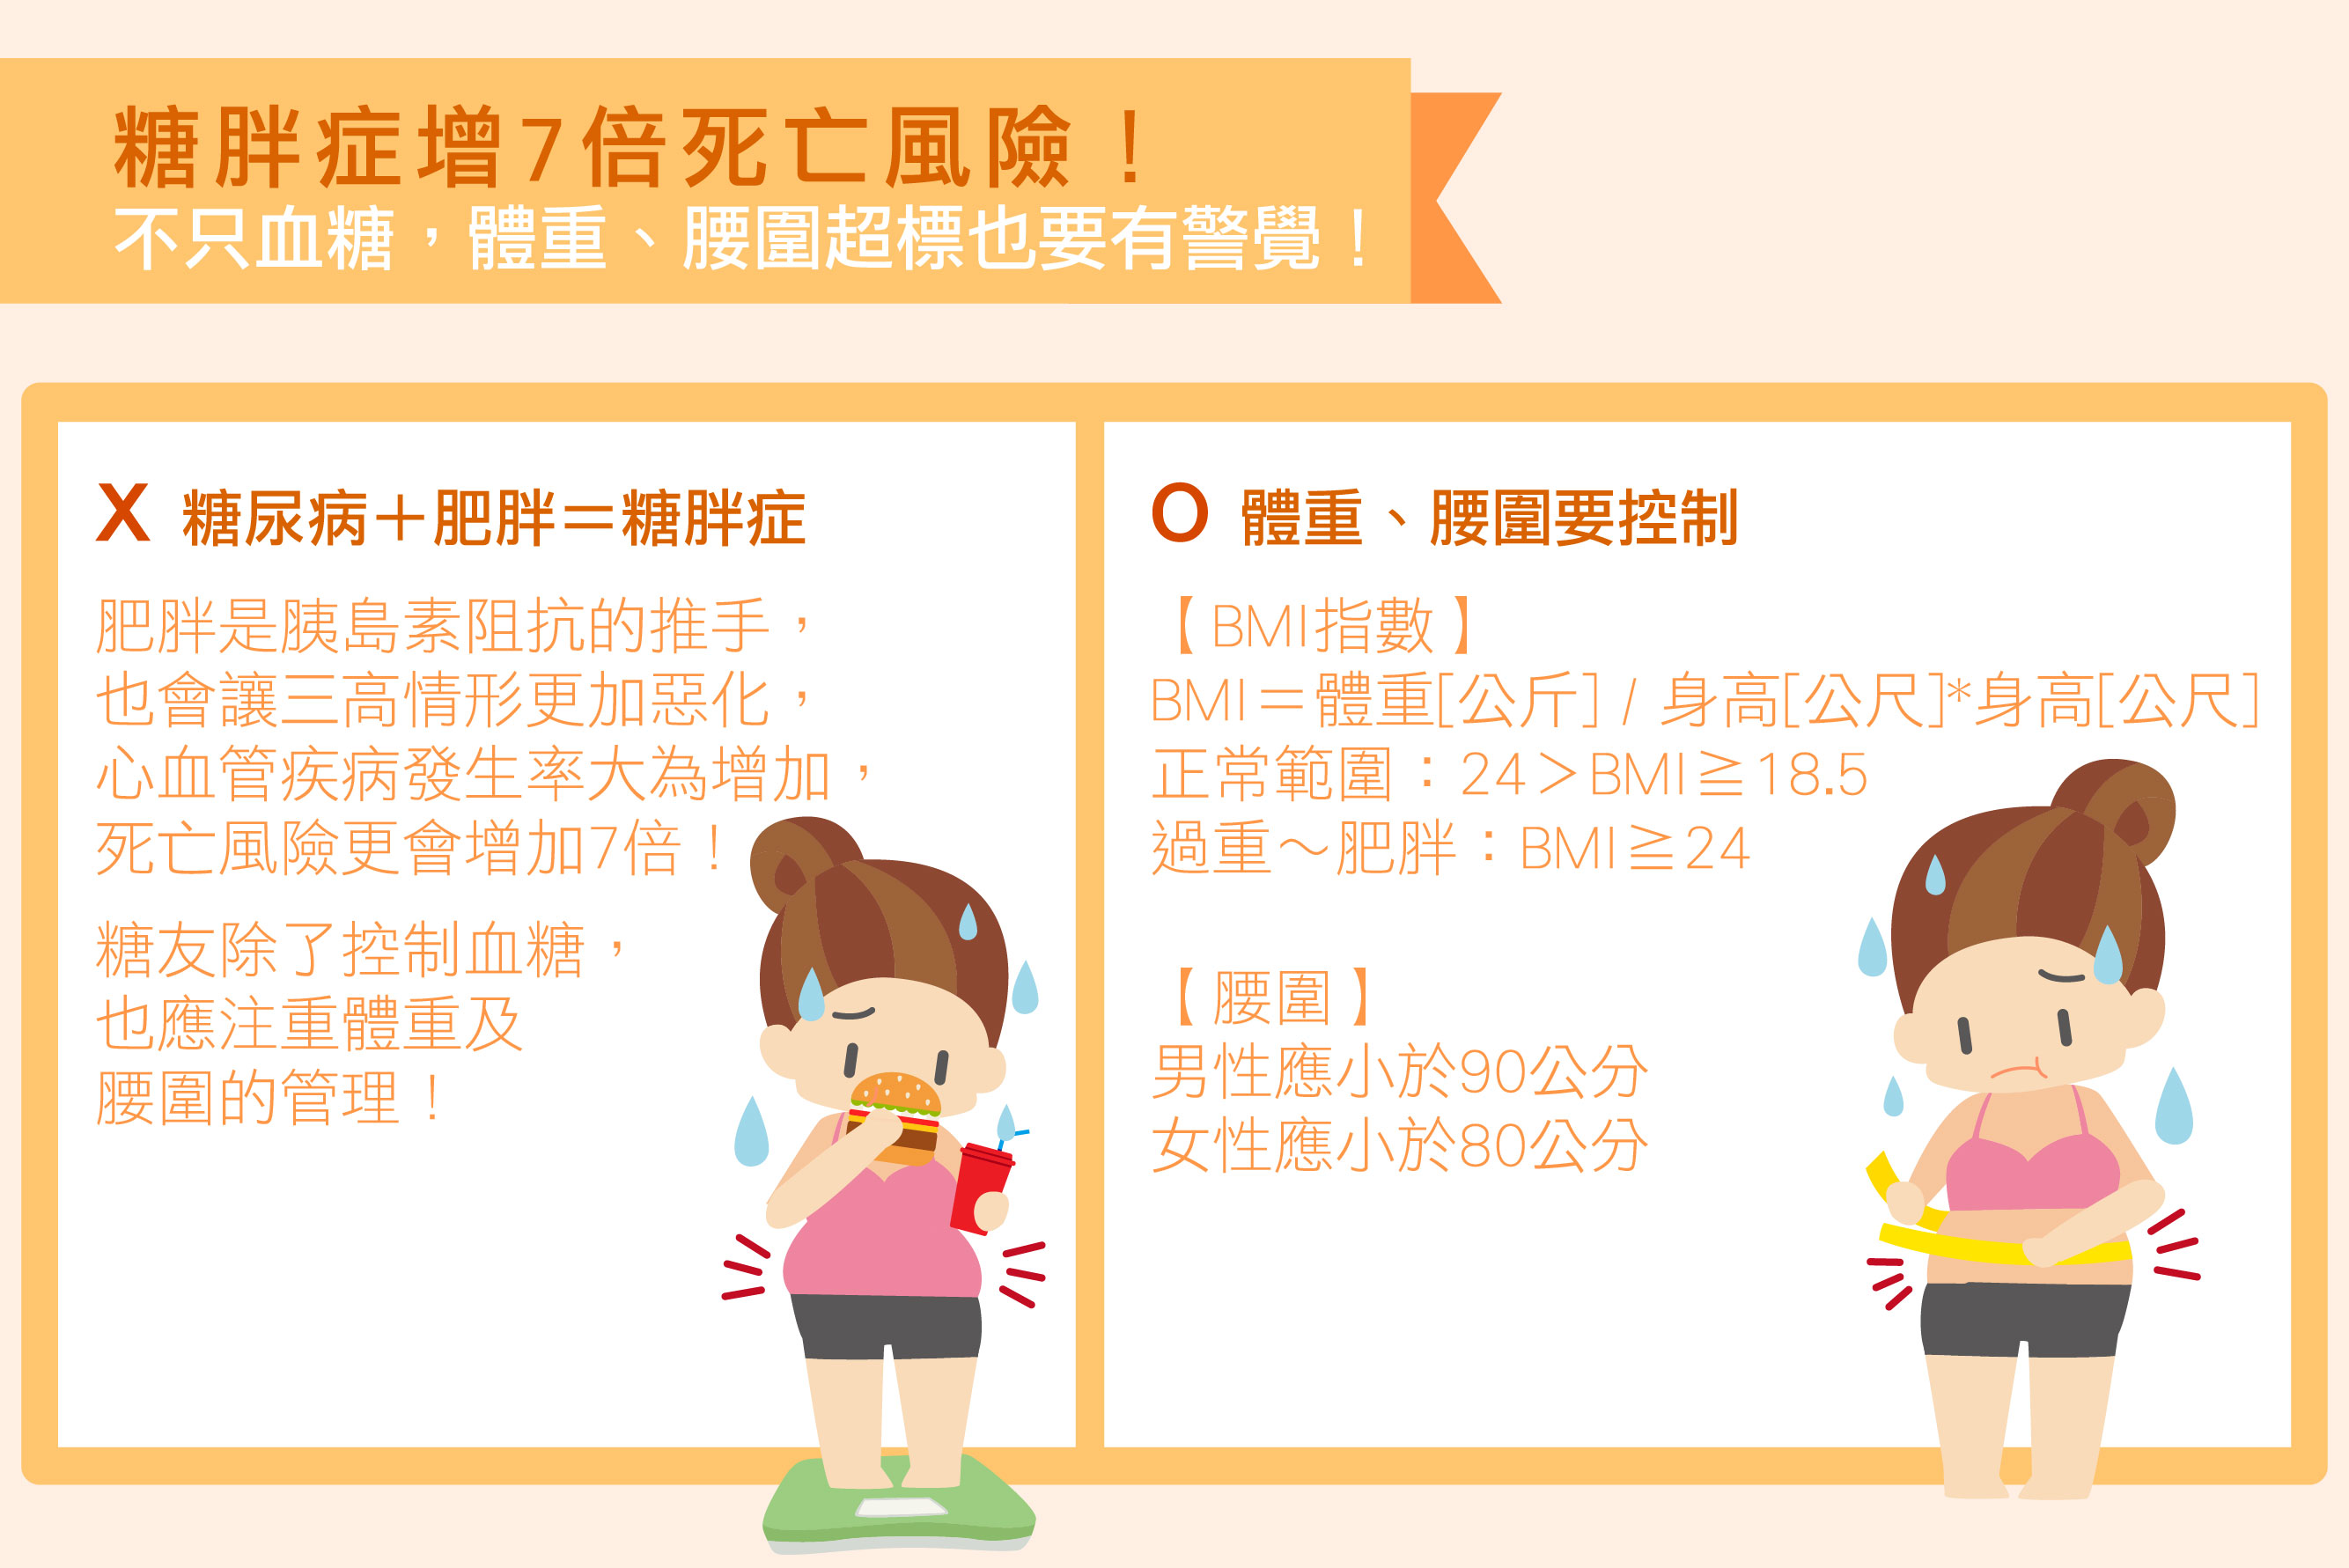 糖胖症增7倍死亡風險！
不只血糖，體重、腰圍超標也要有警覺！
X 糖尿病＋肥胖＝糖胖症
肥胖是胰島素阻抗的推手，
也會讓三高情形更加惡化，
心血管疾病發生率大為增加，
死亡風險更會增加7倍！
糖友除了控制血糖，
也應注重體重及
腰圍的管理！
O 體重、腰圍要控制
【BMI指數】
BMI＝體重[公斤] / 身高[公尺]*身高[公尺]
正常範圍：24＞BMI≧18.5
過重～肥胖：BMI≧24
【腰圍】
男性應小於90公分
女性應小於80公分